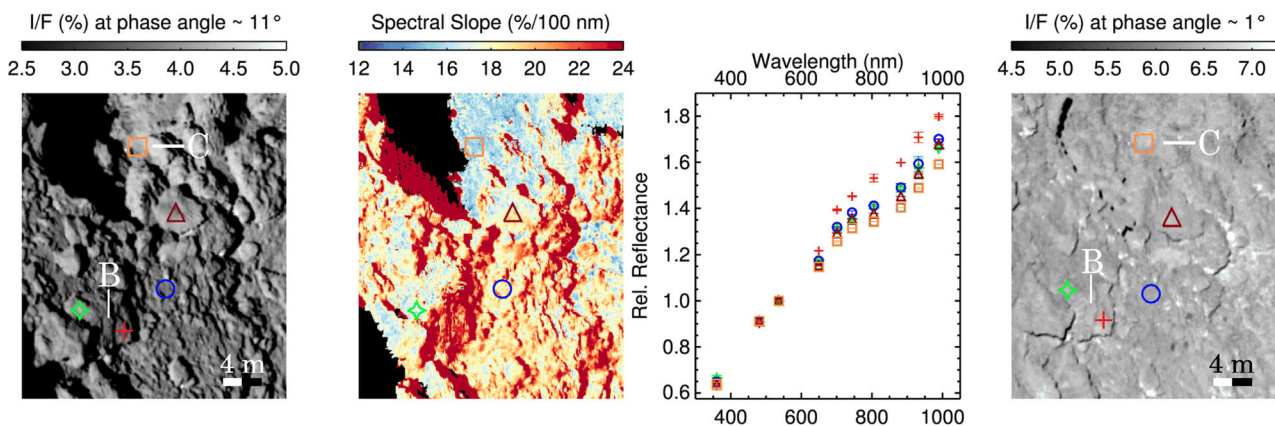 I/F (%) at phase angle ~ 11°
2.5 3.0 3.5 4.0 4.5 5.0
C
B
4 m
Spectral Slope (%/100 nm)
12 14 16 18 20 22 24
Wavelength (nm)
400 600 800 1000
1.8
1.6
1.4
1.2
1.0
0.8
0.6
Rel. Reflectance
400 600 800 1000
I/F (%) at phase angle ~ 1°
4.5 5.0 5.5 6.0 6.5 7.0
C
B
4 m